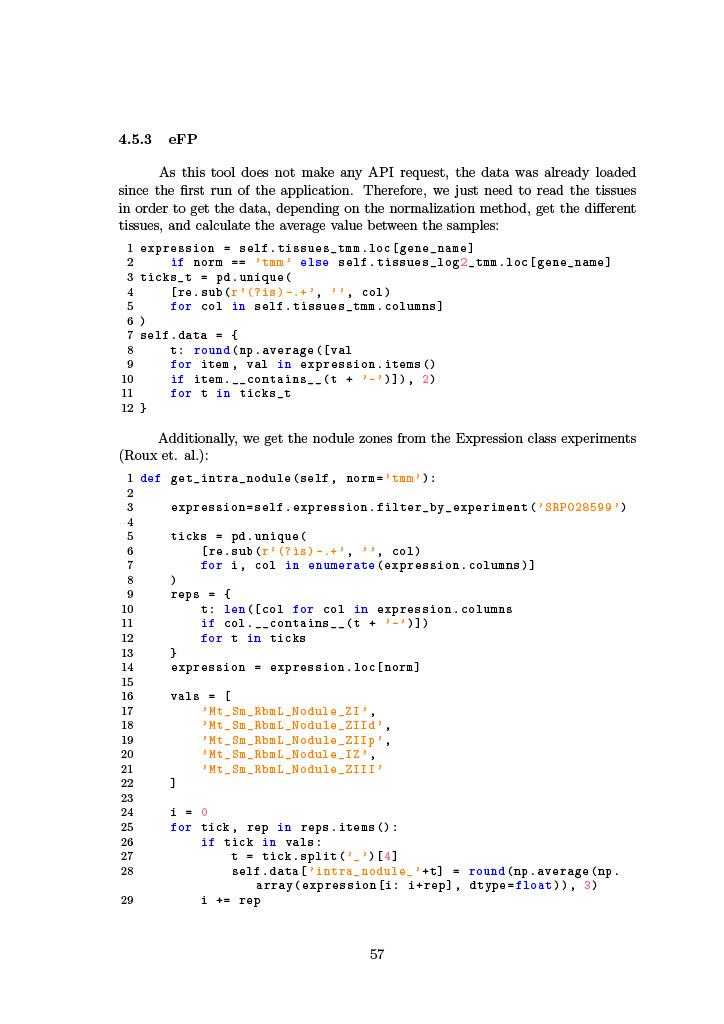 4.5.3 eFP
As this tool does not make any API request, the data was already loaded
since the first run of the application. Therefore, we just need to read the tissues
in order to get the data, depending on the normalization method, get the different
tissues, and calculate the average value between the samples:
1 expression = self.tissues_tmm.loc[gene_name]
2     if norm == 'tmm' else self.tissues_log2_tmm.loc[gene_name]
3 ticks_t = pd.unique(
4     [re.sub(r'(?is)-.+', '', col)
5     for col in self.tissues_tmm.columns]
6 )
7 self.data = {
8     t: round(np.average([val
9     for item, val in expression.items()
10     if item.__contains__(t + '-')]), 2)
11     for t in ticks_t
12 }
Additionally, we get the nodule zones from the Expression class experiments
(Roux et. al.):
1 def get_intra_nodule(self, norm='tmm'):
2
3     expression=self.expression.filter_by_experiment('SRP028599')
4
5     ticks = pd.unique(
6         [re.sub(r'(?is)-.+', '', col)
7         for i, col in enumerate(expression.columns)]
8     )
9     reps = {
10         t: len([col for col in expression.columns
11         if col.__contains__(t + '-')])
12         for t in ticks
13     }
14     expression = expression.loc[norm]
15
16     vals = [
17         'Mt_Sm_RbmL_Nodule_ZI',
18         'Mt_Sm_RbmL_Nodule_ZIId',
19         'Mt_Sm_RbmL_Nodule_ZIIp',
20         'Mt_Sm_RbmL_Nodule_IZ',
21         'Mt_Sm_RbmL_Nodule_ZIII'
22     ]
23
24     i = 0
25     for tick, rep in reps.items():
26         if tick in vals:
27             t = tick.split('_')[4]
28             self.data['intra_nodule_'+t] = round(np.average(np.
array(expression[i: i+rep], dtype=float)), 3)
29         i += rep
57